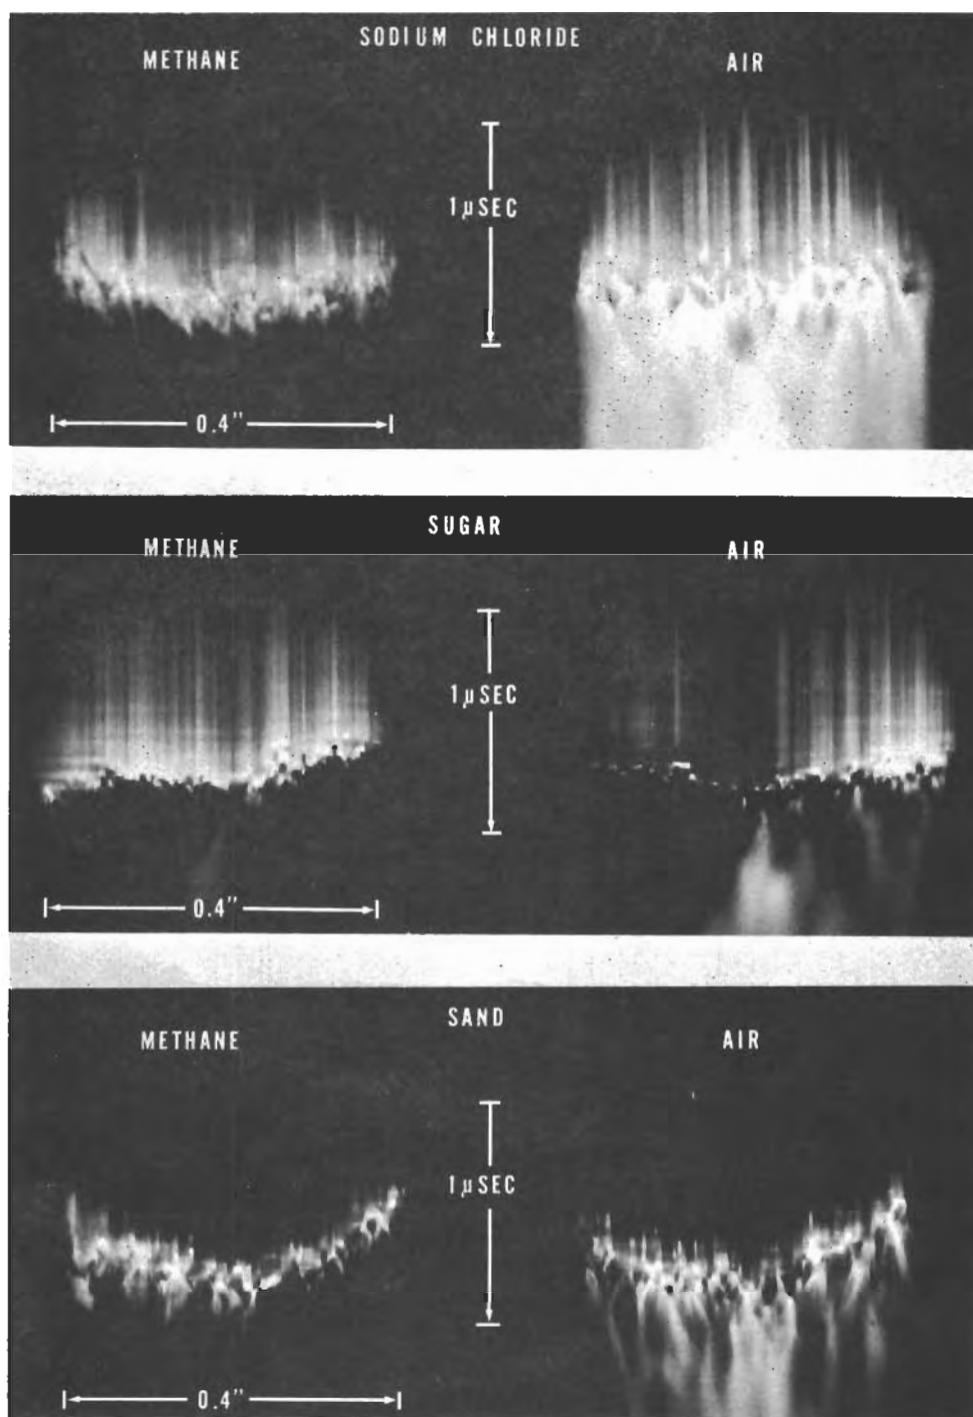 SODIUM CHLORIDE
METHANE
AIR
1 µSEC
0.4"
SUGAR
METHANE
AIR
1 µSEC
0.4"
SAND
METHANE
AIR
1 µSEC
0.4"